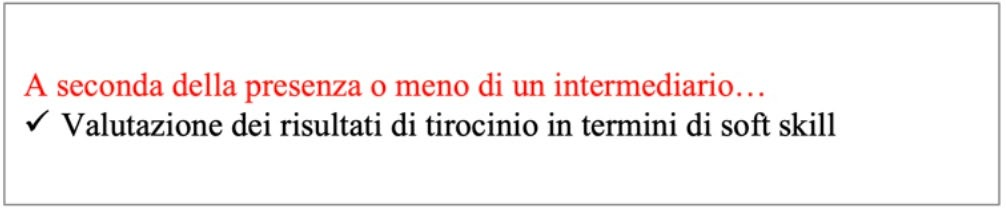 A seconda della presenza o meno di un intermediario…
✓ Valutazione dei risultati di tirocinio in termini di soft skill